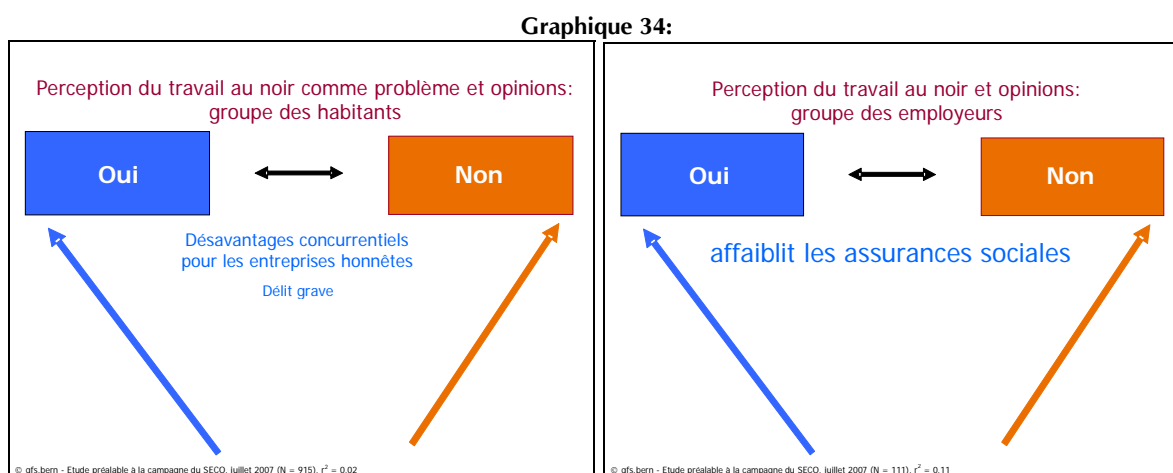 Graphique 34:
Perception du travail au noir comme problème et opinions:
groupe des habitants
Oui
Non
Désavantages concurrentiels
pour les entreprises honnêtes
Délit grave
© gfs.bern - Etude préalable à la campagne du SECO, juillet 2007 (N = 915), r² = 0.02
Perception du travail au noir et opinions:
groupe des employeurs
Oui
Non
affaiblit les assurances sociales
© gfs.bern - Etude préalable à la campagne du SECO, juillet 2007 (N = 111), r² = 0.11